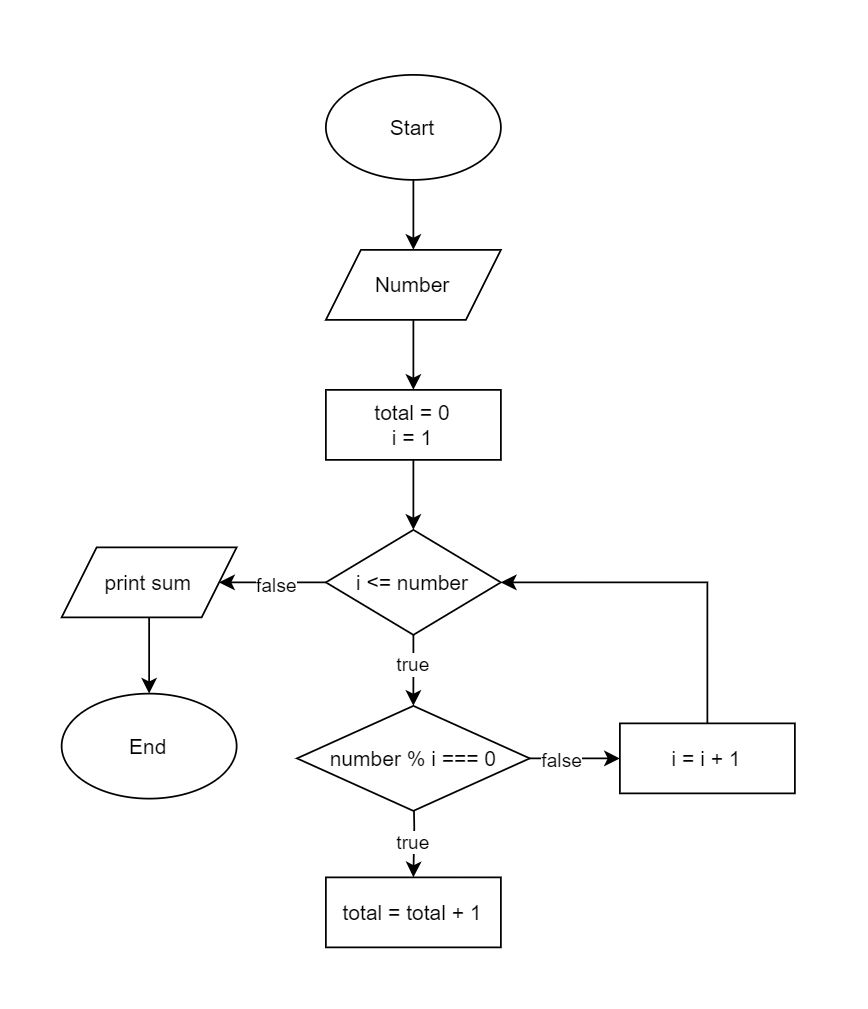 Start
Number
total = 0
i = 1
i <= number
false
print sum
End
true
number % i === 0
false
i = i + 1
true
total = total + 1